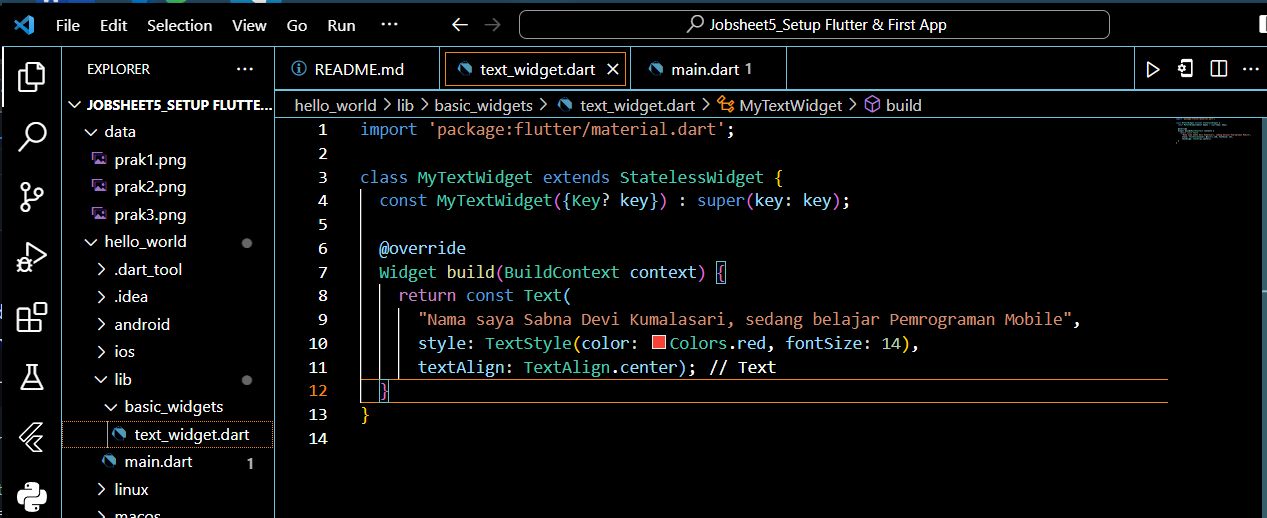 File Edit Selection View Go Run ··· Jobsheet5_Setup Flutter & First App
EXPLORER ···
JOBSHEET5_SETUP FLUTTE...
data
prak1.png
prak2.png
prak3.png
hello_world
.dart_tool
.idea
android
ios
lib
basic_widgets
text_widget.dart
main.dart 1
linux
macos
README.md text_widget.dart main.dart 1
hello_world > lib > basic_widgets > text_widget.dart > MyTextWidget > build
1 import 'package:flutter/material.dart';
2
3 class MyTextWidget extends StatelessWidget {
4 const MyTextWidget({Key? key}) : super(key: key);
5
6 @override
7 Widget build(BuildContext context) {
8 return const Text(
9 "Nama saya Sabna Devi Kumalasari, sedang belajar Pemrograman Mobile",
10 style: TextStyle(color: Colors.red, fontSize: 14),
11 textAlign: TextAlign.center); // Text
12 }
13 }
14